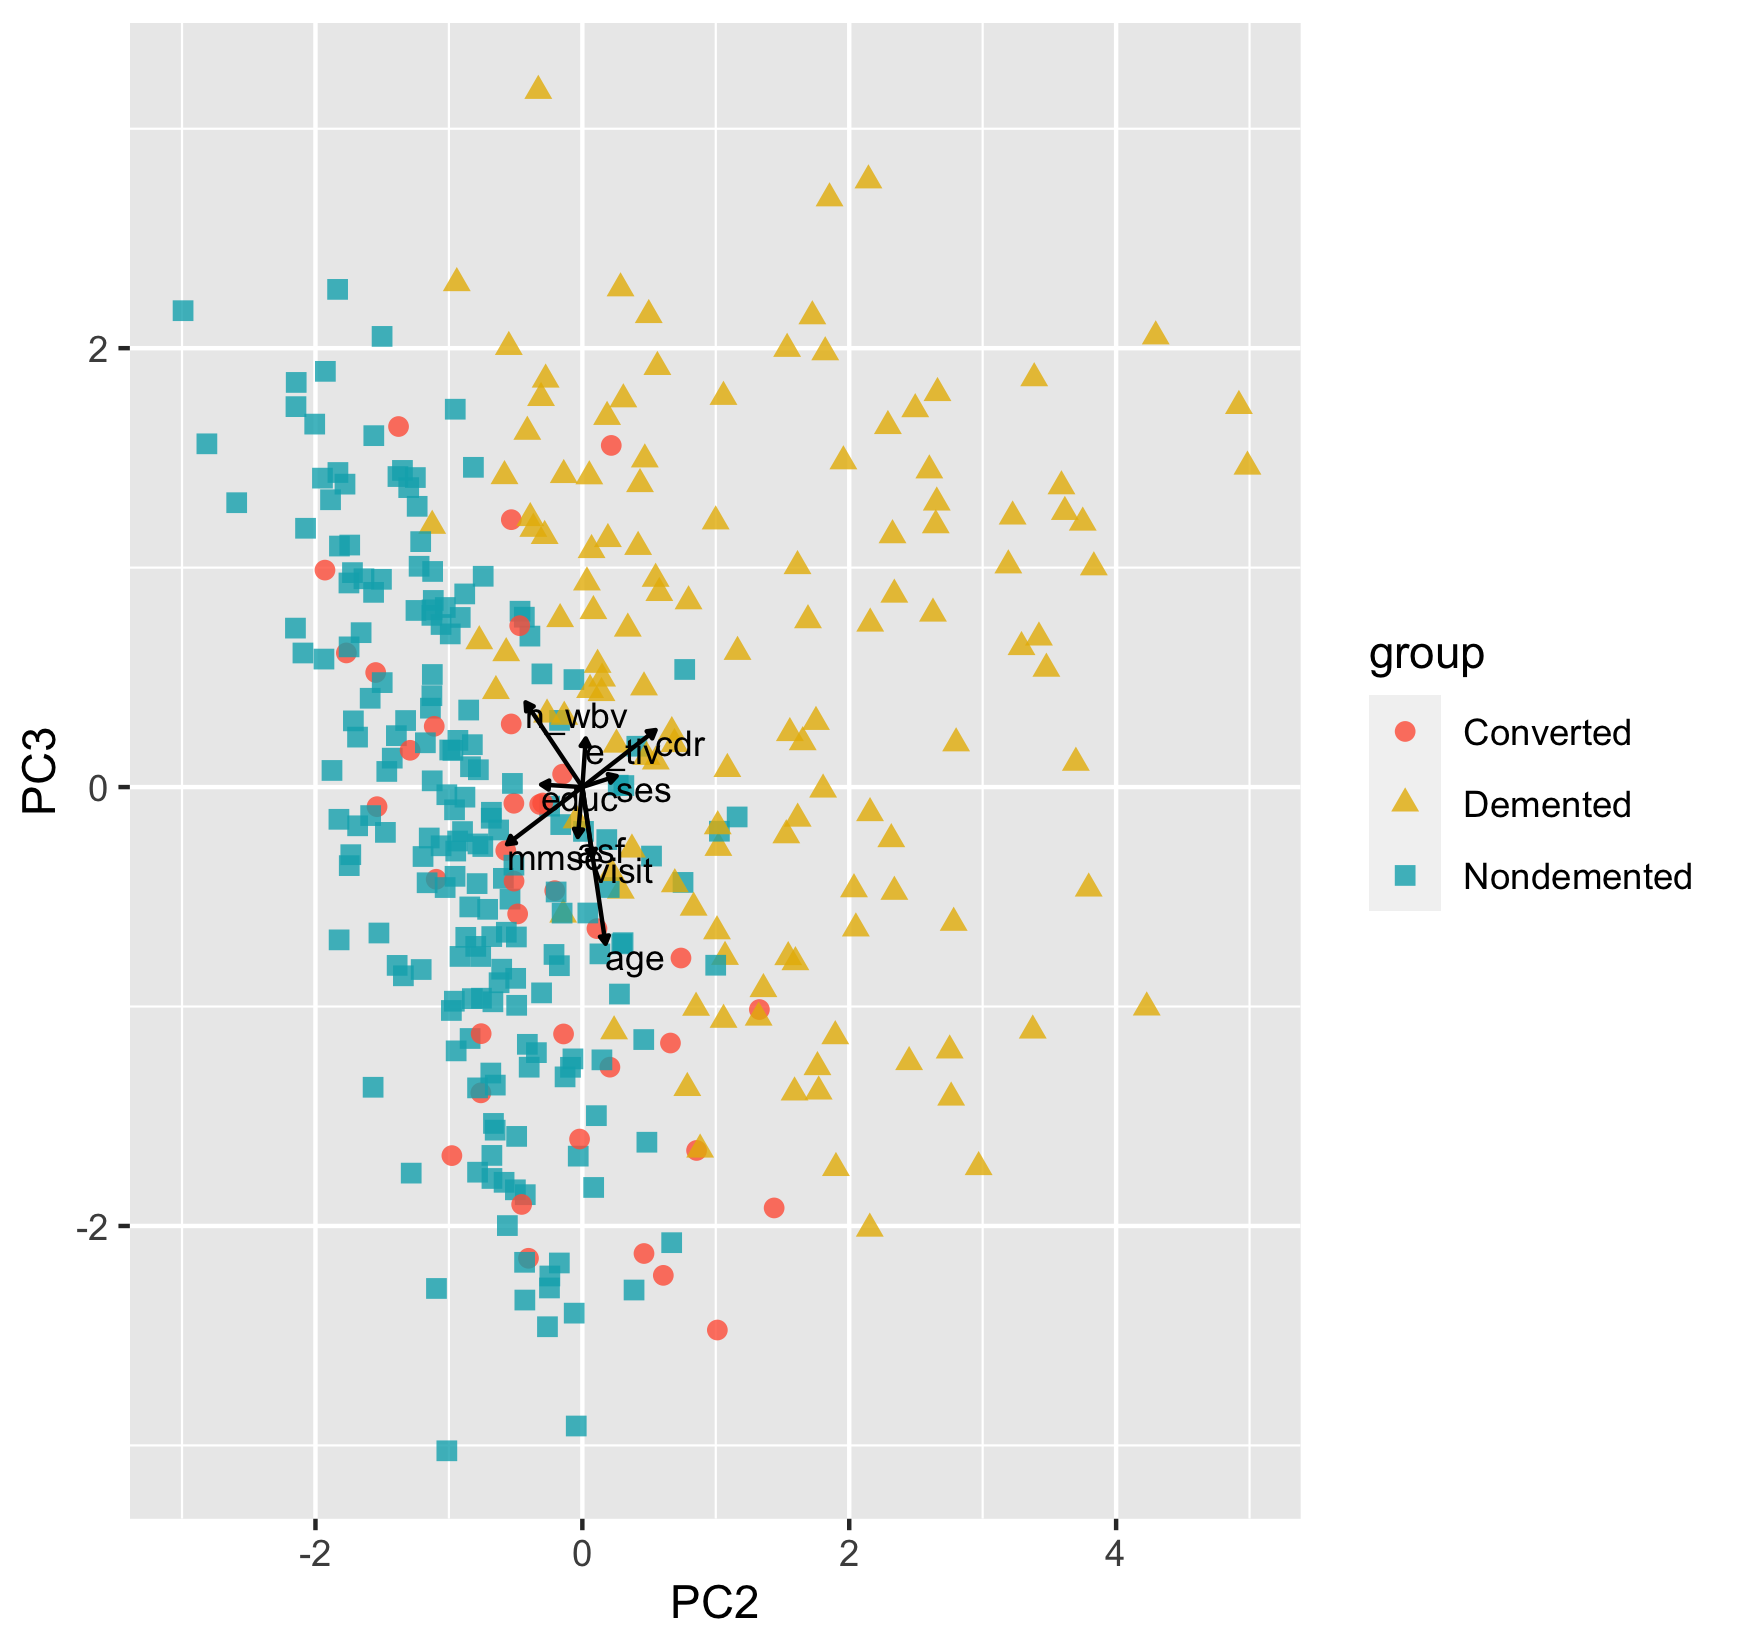 PC3
2
0
-2
-2
0
2
4
PC2
n_wbv
cdr
e_tiv
educ
ses
mmse
asf
visit
age
group
Converted
Demented
Nondemented